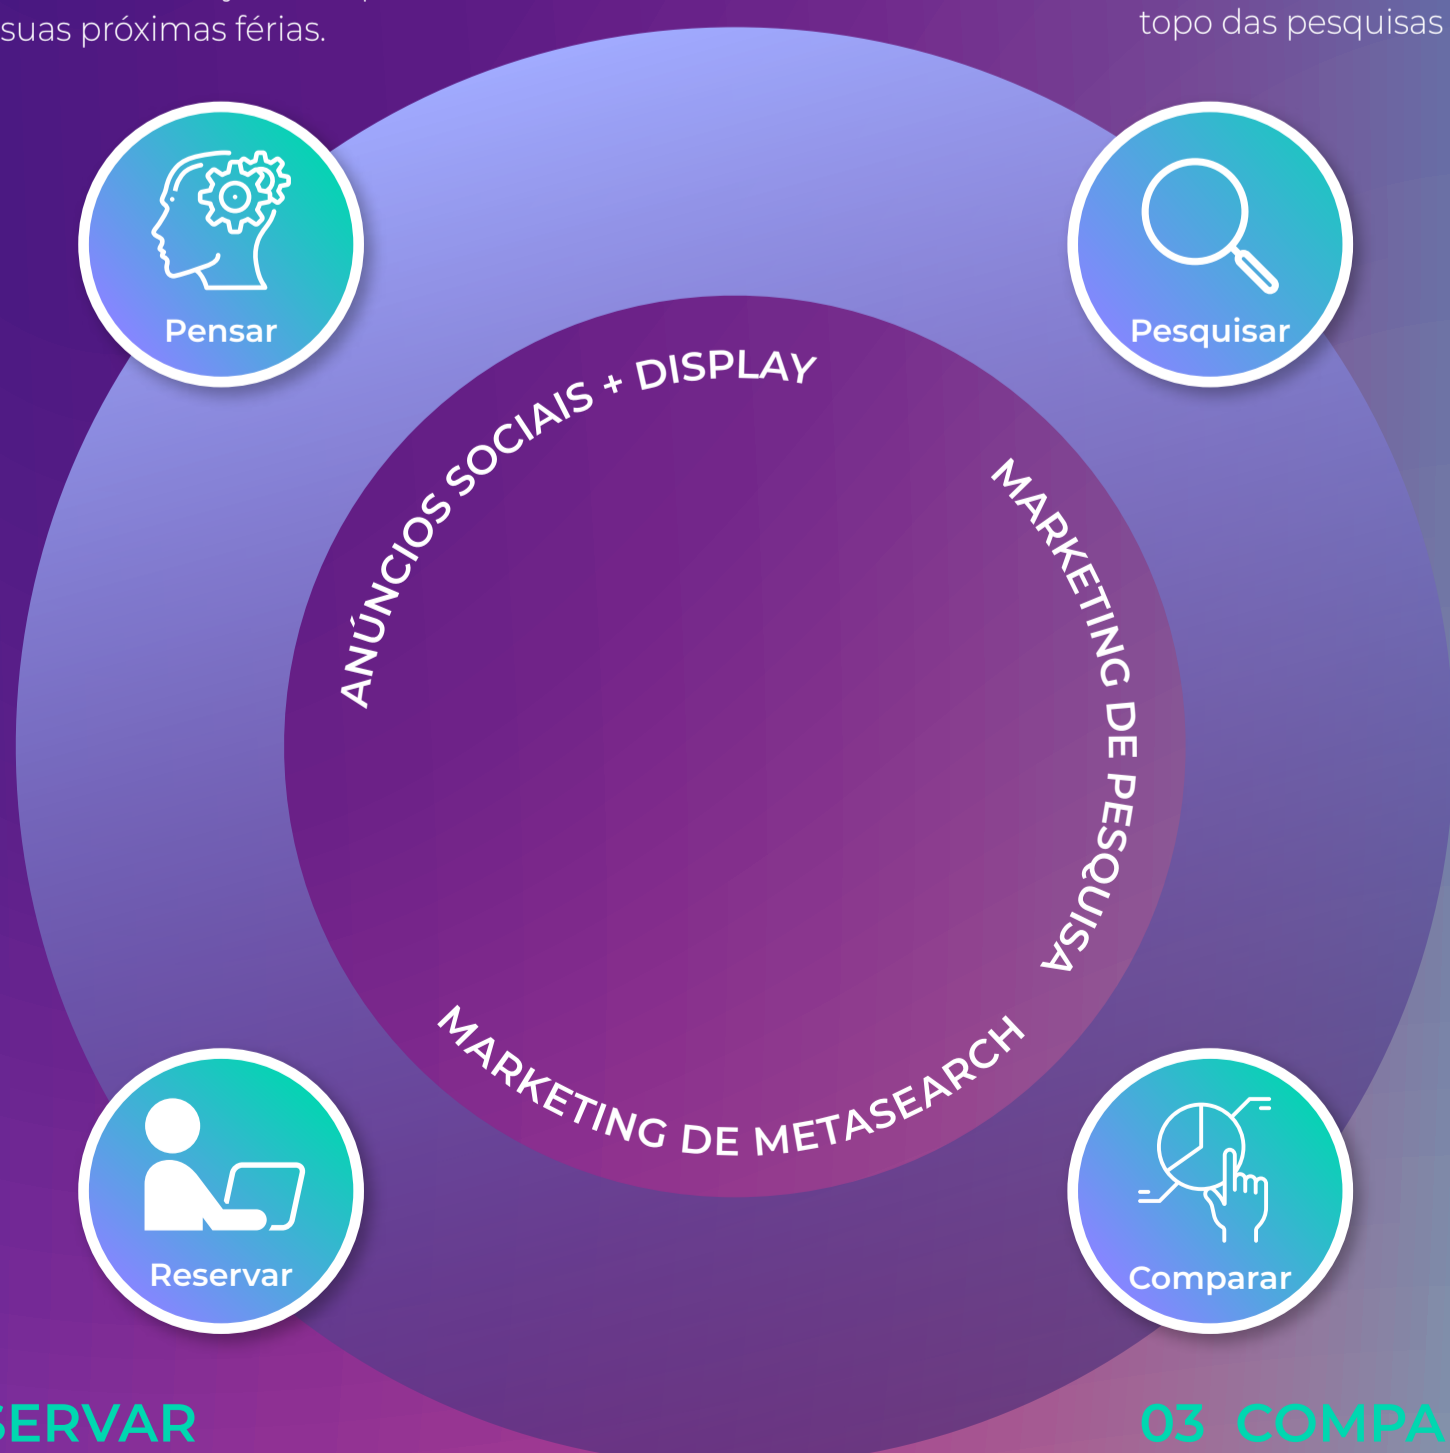 suas próximas férias.
topo das pesquisas
Pensar
Pesquisar
ANÚNCIOS SOCIAIS + DISPLAY
MARKETING DE PESQUISA
MARKETING DE METASEARCH
Reservar
Comparar
SERVAR
03 COMPA